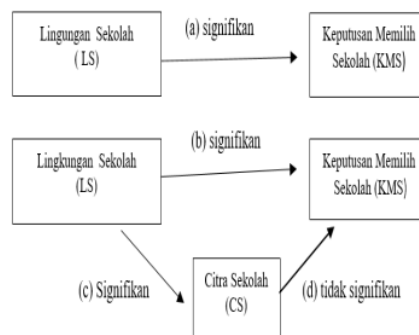 Lingungan Sekolah
( LS)
(a) signifikan
Keputusan Memilih
Sekolah (KMS)
Lingkungan Sekolah
(LS)
(b) signifikan
Keputusan Memilih
Sekolah (KMS)
(c) Signifikan
Citra Sekolah
(CS)
(d) tidak signifikan